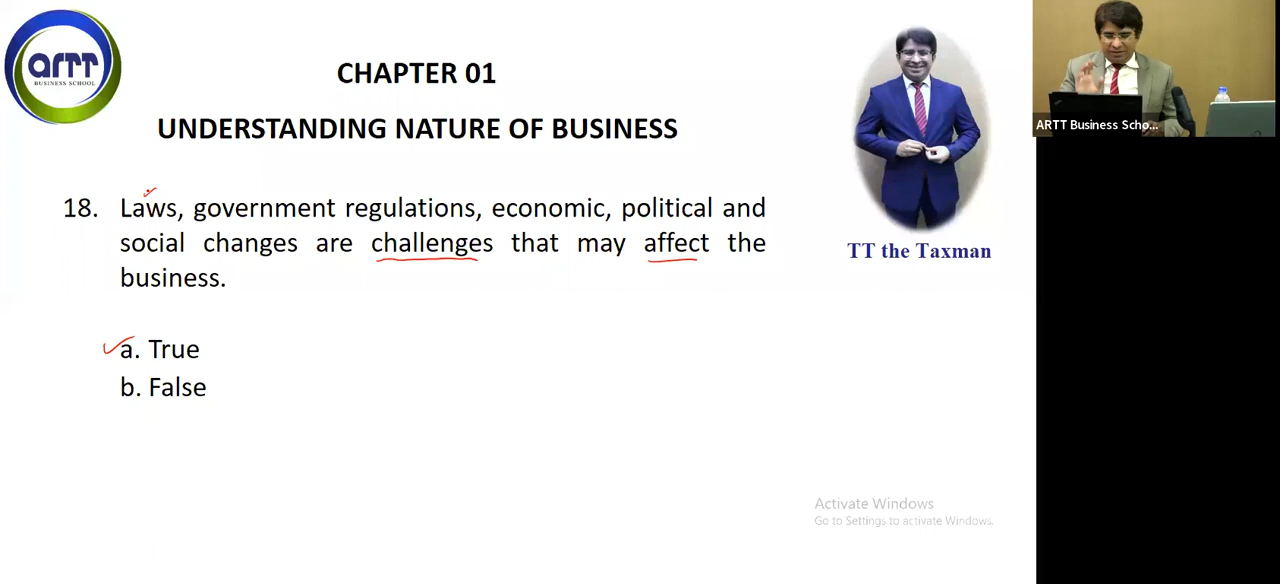 artt
BUSINESS SCHOOL
CHAPTER 01
UNDERSTANDING NATURE OF BUSINESS
18. Laws, government regulations, economic, political and
social changes are challenges that may affect the
business.
a. True
b. False
TT the Taxman
ARTT Business Scho...
Activate Windows
Go to Settings to activate Windows.